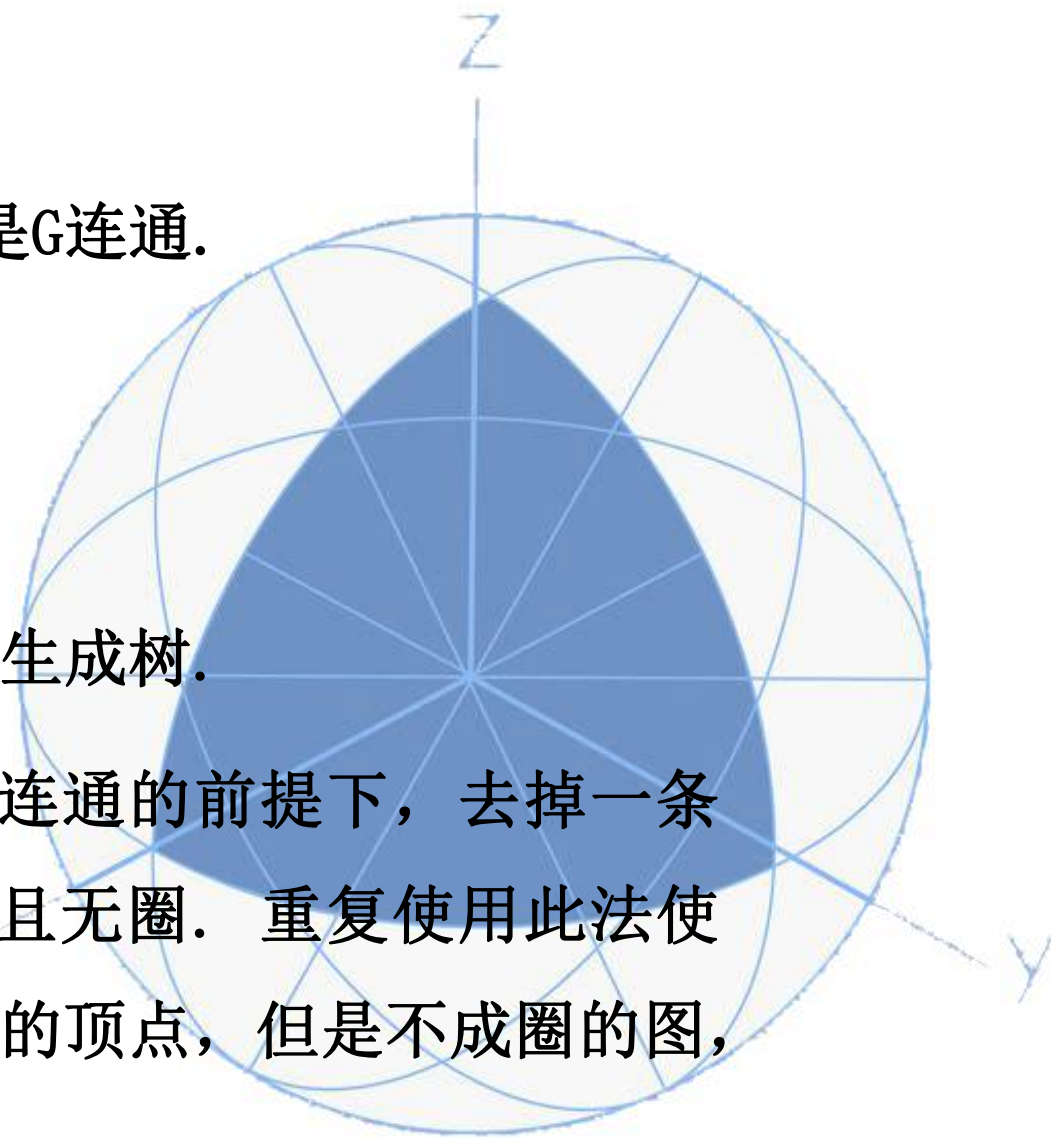 Z
是G连通.
生成树.
连通的前提下，去掉一条
且无圈. 重复使用此法使
Y
的顶点，但是不成圈的图，